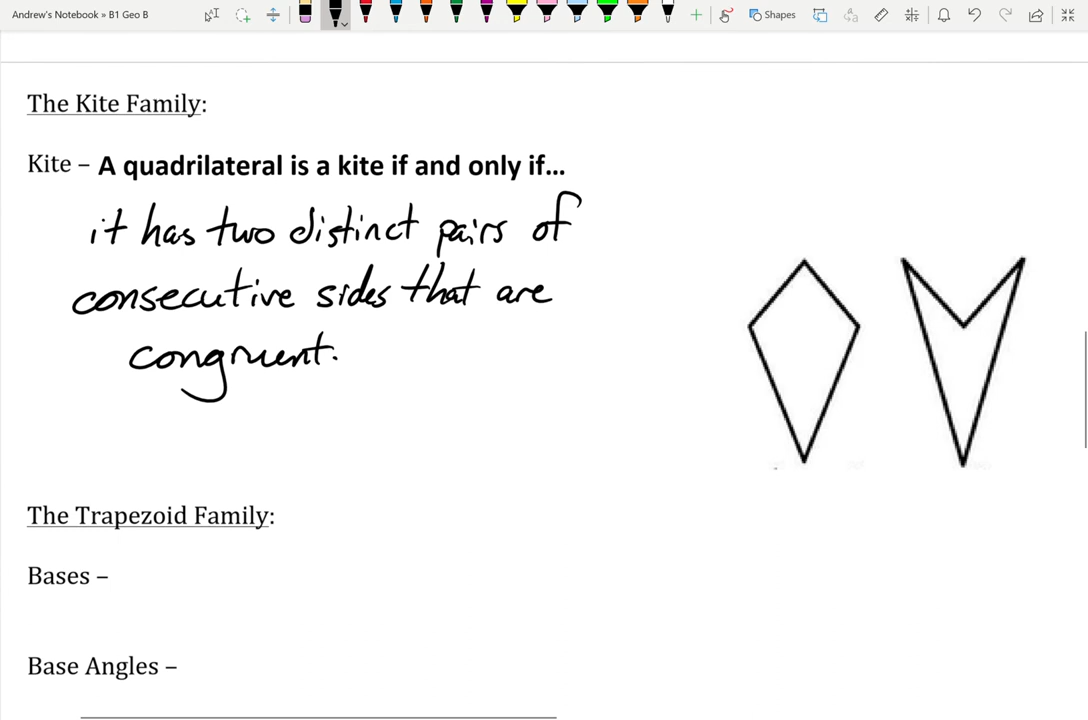 Andrew's Notebook » B1 Geo B
Shapes
The Kite Family:
Kite – A quadrilateral is a kite if and only if...
it has two distinct pairs of
consecutive sides that are
congruent.
The Trapezoid Family:
Bases –
Base Angles –